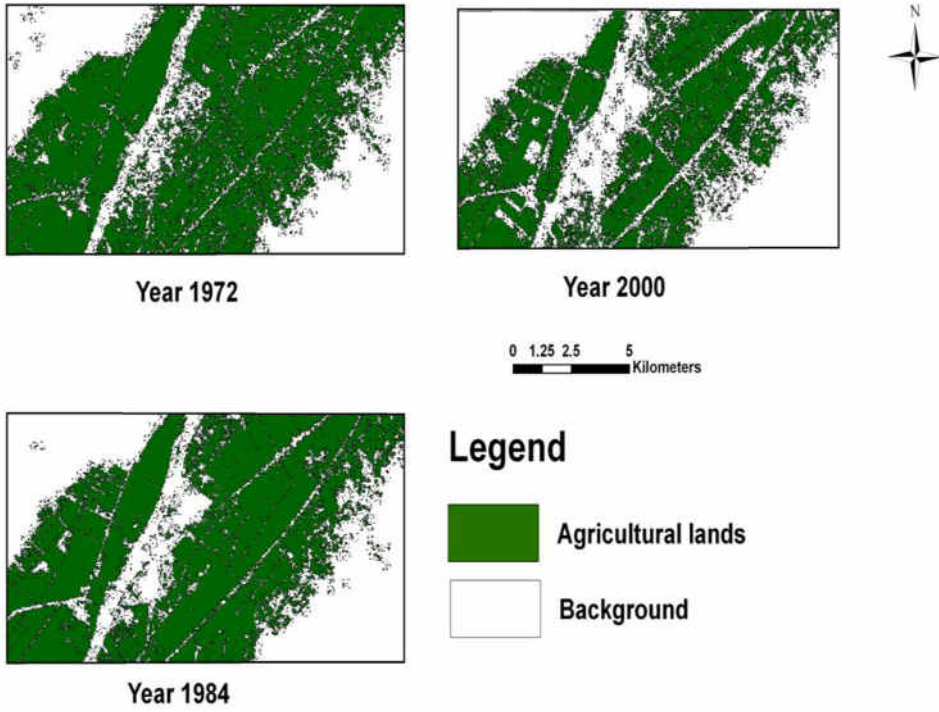 N
Year 1972
Year 2000
0 1.25 2.5 5
Kilometers
Year 1984
Legend
Agricultural lands
Background